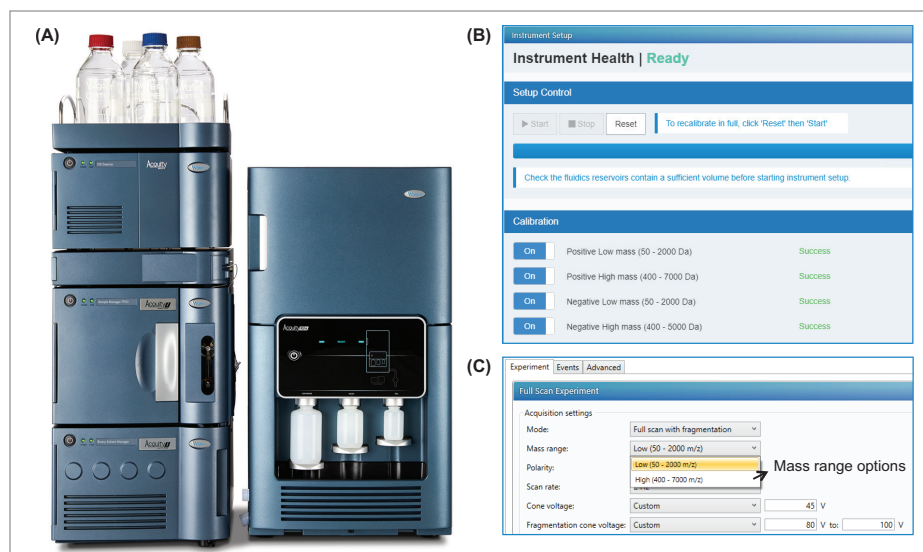 (A)
Acquity
Waters
Acquity
Acquity
Waters
Acquity
(B)
Instrument Setup
Instrument Health | Ready
Setup Control
Start
Stop
Reset
To recalibrate in full, click 'Reset' then 'Start'
Check the fluidics reservoirs contain a sufficient volume before starting instrument setup.
Calibration
On Positive Low mass (50 - 2000 Da) Success
On Positive High mass (400 - 7000 Da) Success
On Negative Low mass (50 - 2000 Da) Success
On Negative High mass (400 - 5000 Da) Success
(C)
Experiment Events Advanced
Full Scan Experiment
Acquisition settings
Mode: Full scan with fragmentation
Mass range: Low (50 - 2000 m/z)
Low (50 - 2000 m/z)
Polarity:
High (400 - 7000 m/z)
Mass range options
Scan rate:
Cone voltage: Custom 45 V
Fragmentation cone voltage: Custom 80 V to: 100 V